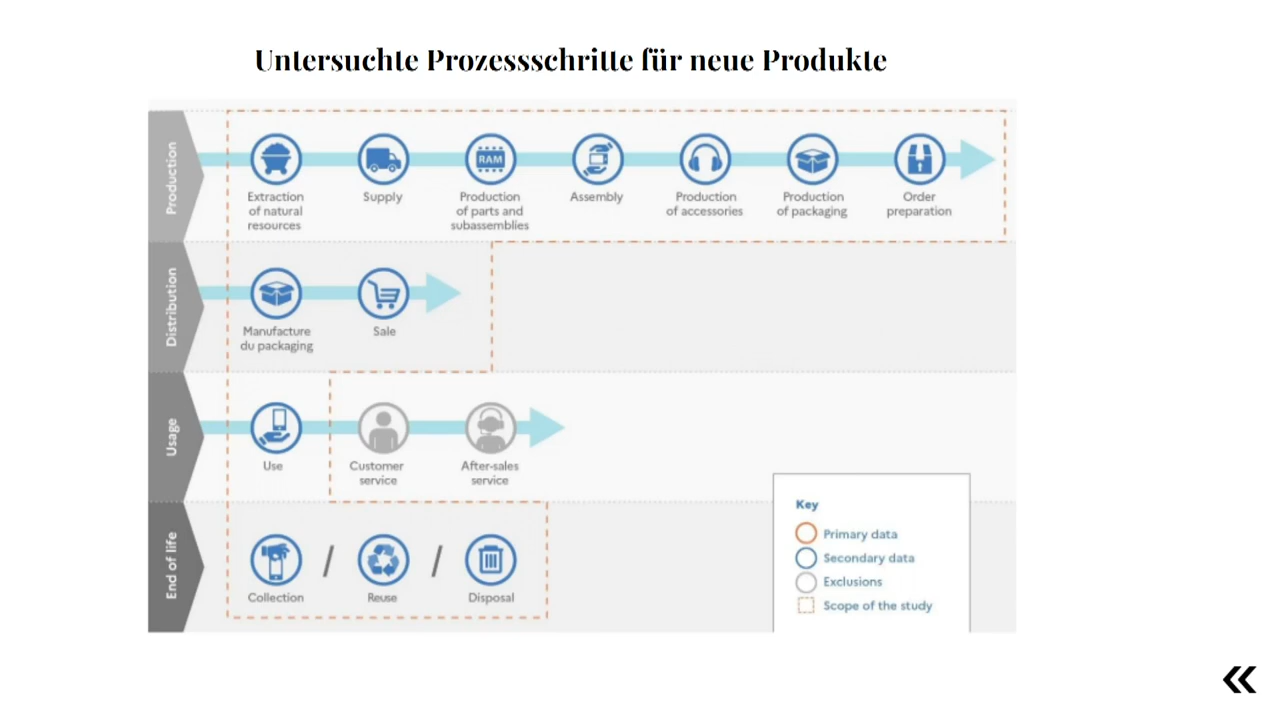 Untersuchte Prozessschritte für neue Produkte
Production
Extraction
of natural
resources
Supply
RAM
Production
of parts and
subassemblies
Assembly
Production
of accessories
Production
of packaging
Order
preparation
Distribution
Manufacture
du packaging
Sale
Usage
Use
Customer
service
After-sales
service
End of life
Collection
/
Reuse
/
Disposal
Key
Primary data
Secondary data
Exclusions
Scope of the study